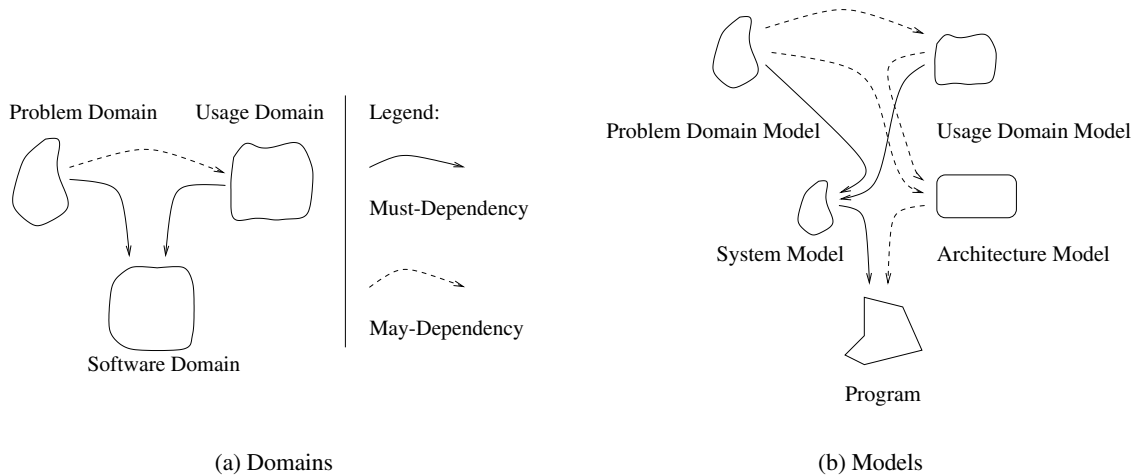 Problem Domain
Usage Domain
Software Domain
Legend:
Must-Dependency
May-Dependency
(a) Domains
Problem Domain Model
Usage Domain Model
System Model
Architecture Model
Program
(b) Models